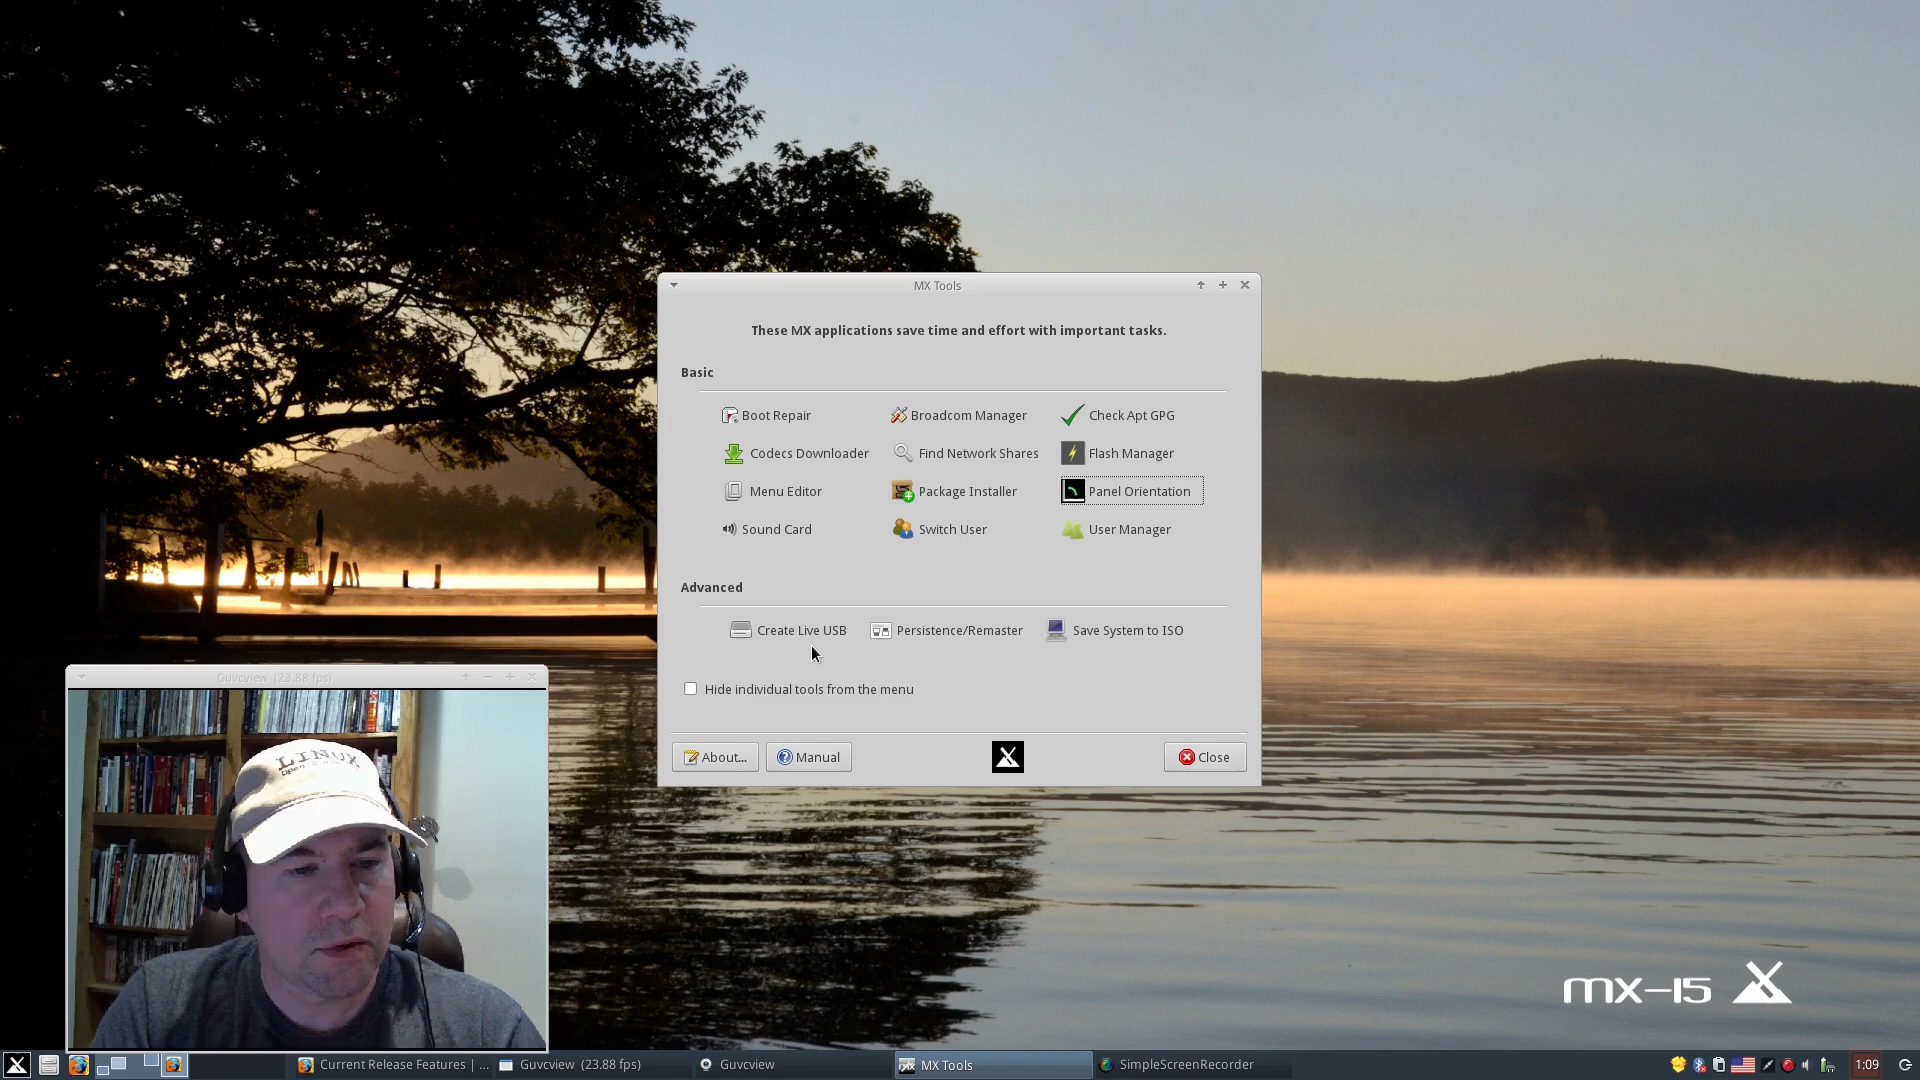 MX Tools
These MX applications save time and effort with important tasks.
Basic
Boot Repair
Broadcom Manager
Check Apt GPG
Codecs Downloader
Find Network Shares
Flash Manager
Menu Editor
Package Installer
Panel Orientation
Sound Card
Switch User
User Manager
Advanced
Create Live USB
Persistence/Remaster
Save System to ISO
Hide individual tools from the menu
About...
Manual
Close
Guvcview (23.88 fps)
LINUX
Open
mx-15
Current Release Features | ...
Guvcview (23.88 fps)
Guvcview
MX Tools
SimpleScreenRecorder
1:09